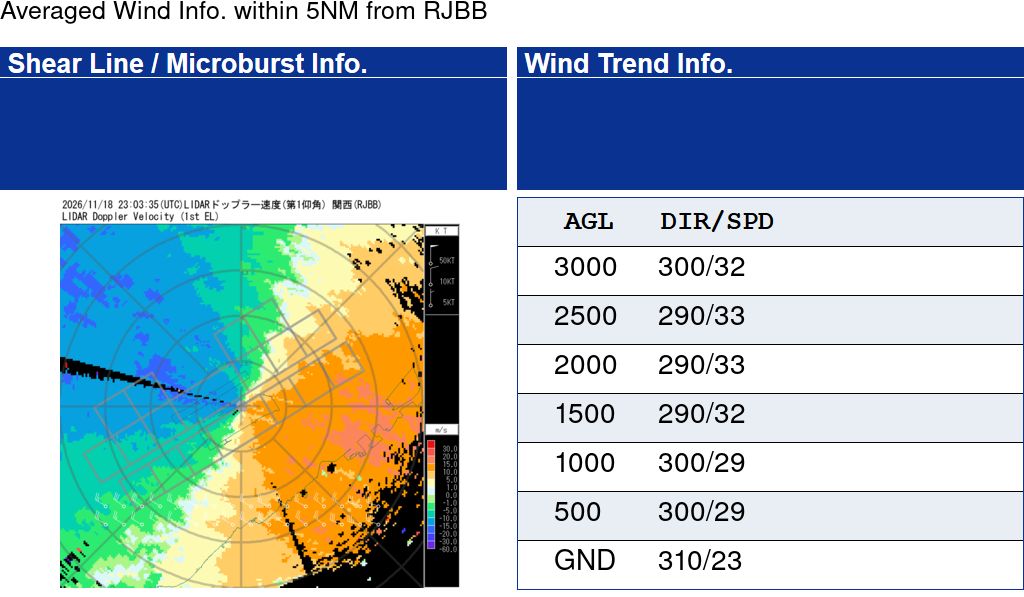 Averaged Wind Info. within 5NM from RJBB
Shear Line / Microburst Info.
Wind Trend Info.
2026/11/18 23:03:35(UTC)LIDARドップラー速度(第1仰角) 関西(RJBB)
LIDAR Doppler Velocity (1st EL)
KT
50KT
10KT
5KT
m/s
30.0
20.0
15.0
10.0
5.0
1.0
0.0
-1.0
-5.0
-10.0
-15.0
-20.0
-30.0
-60.0
AGL DIR/SPD
3000 300/32
2500 290/33
2000 290/33
1500 290/32
1000 300/29
500 300/29
GND 310/23